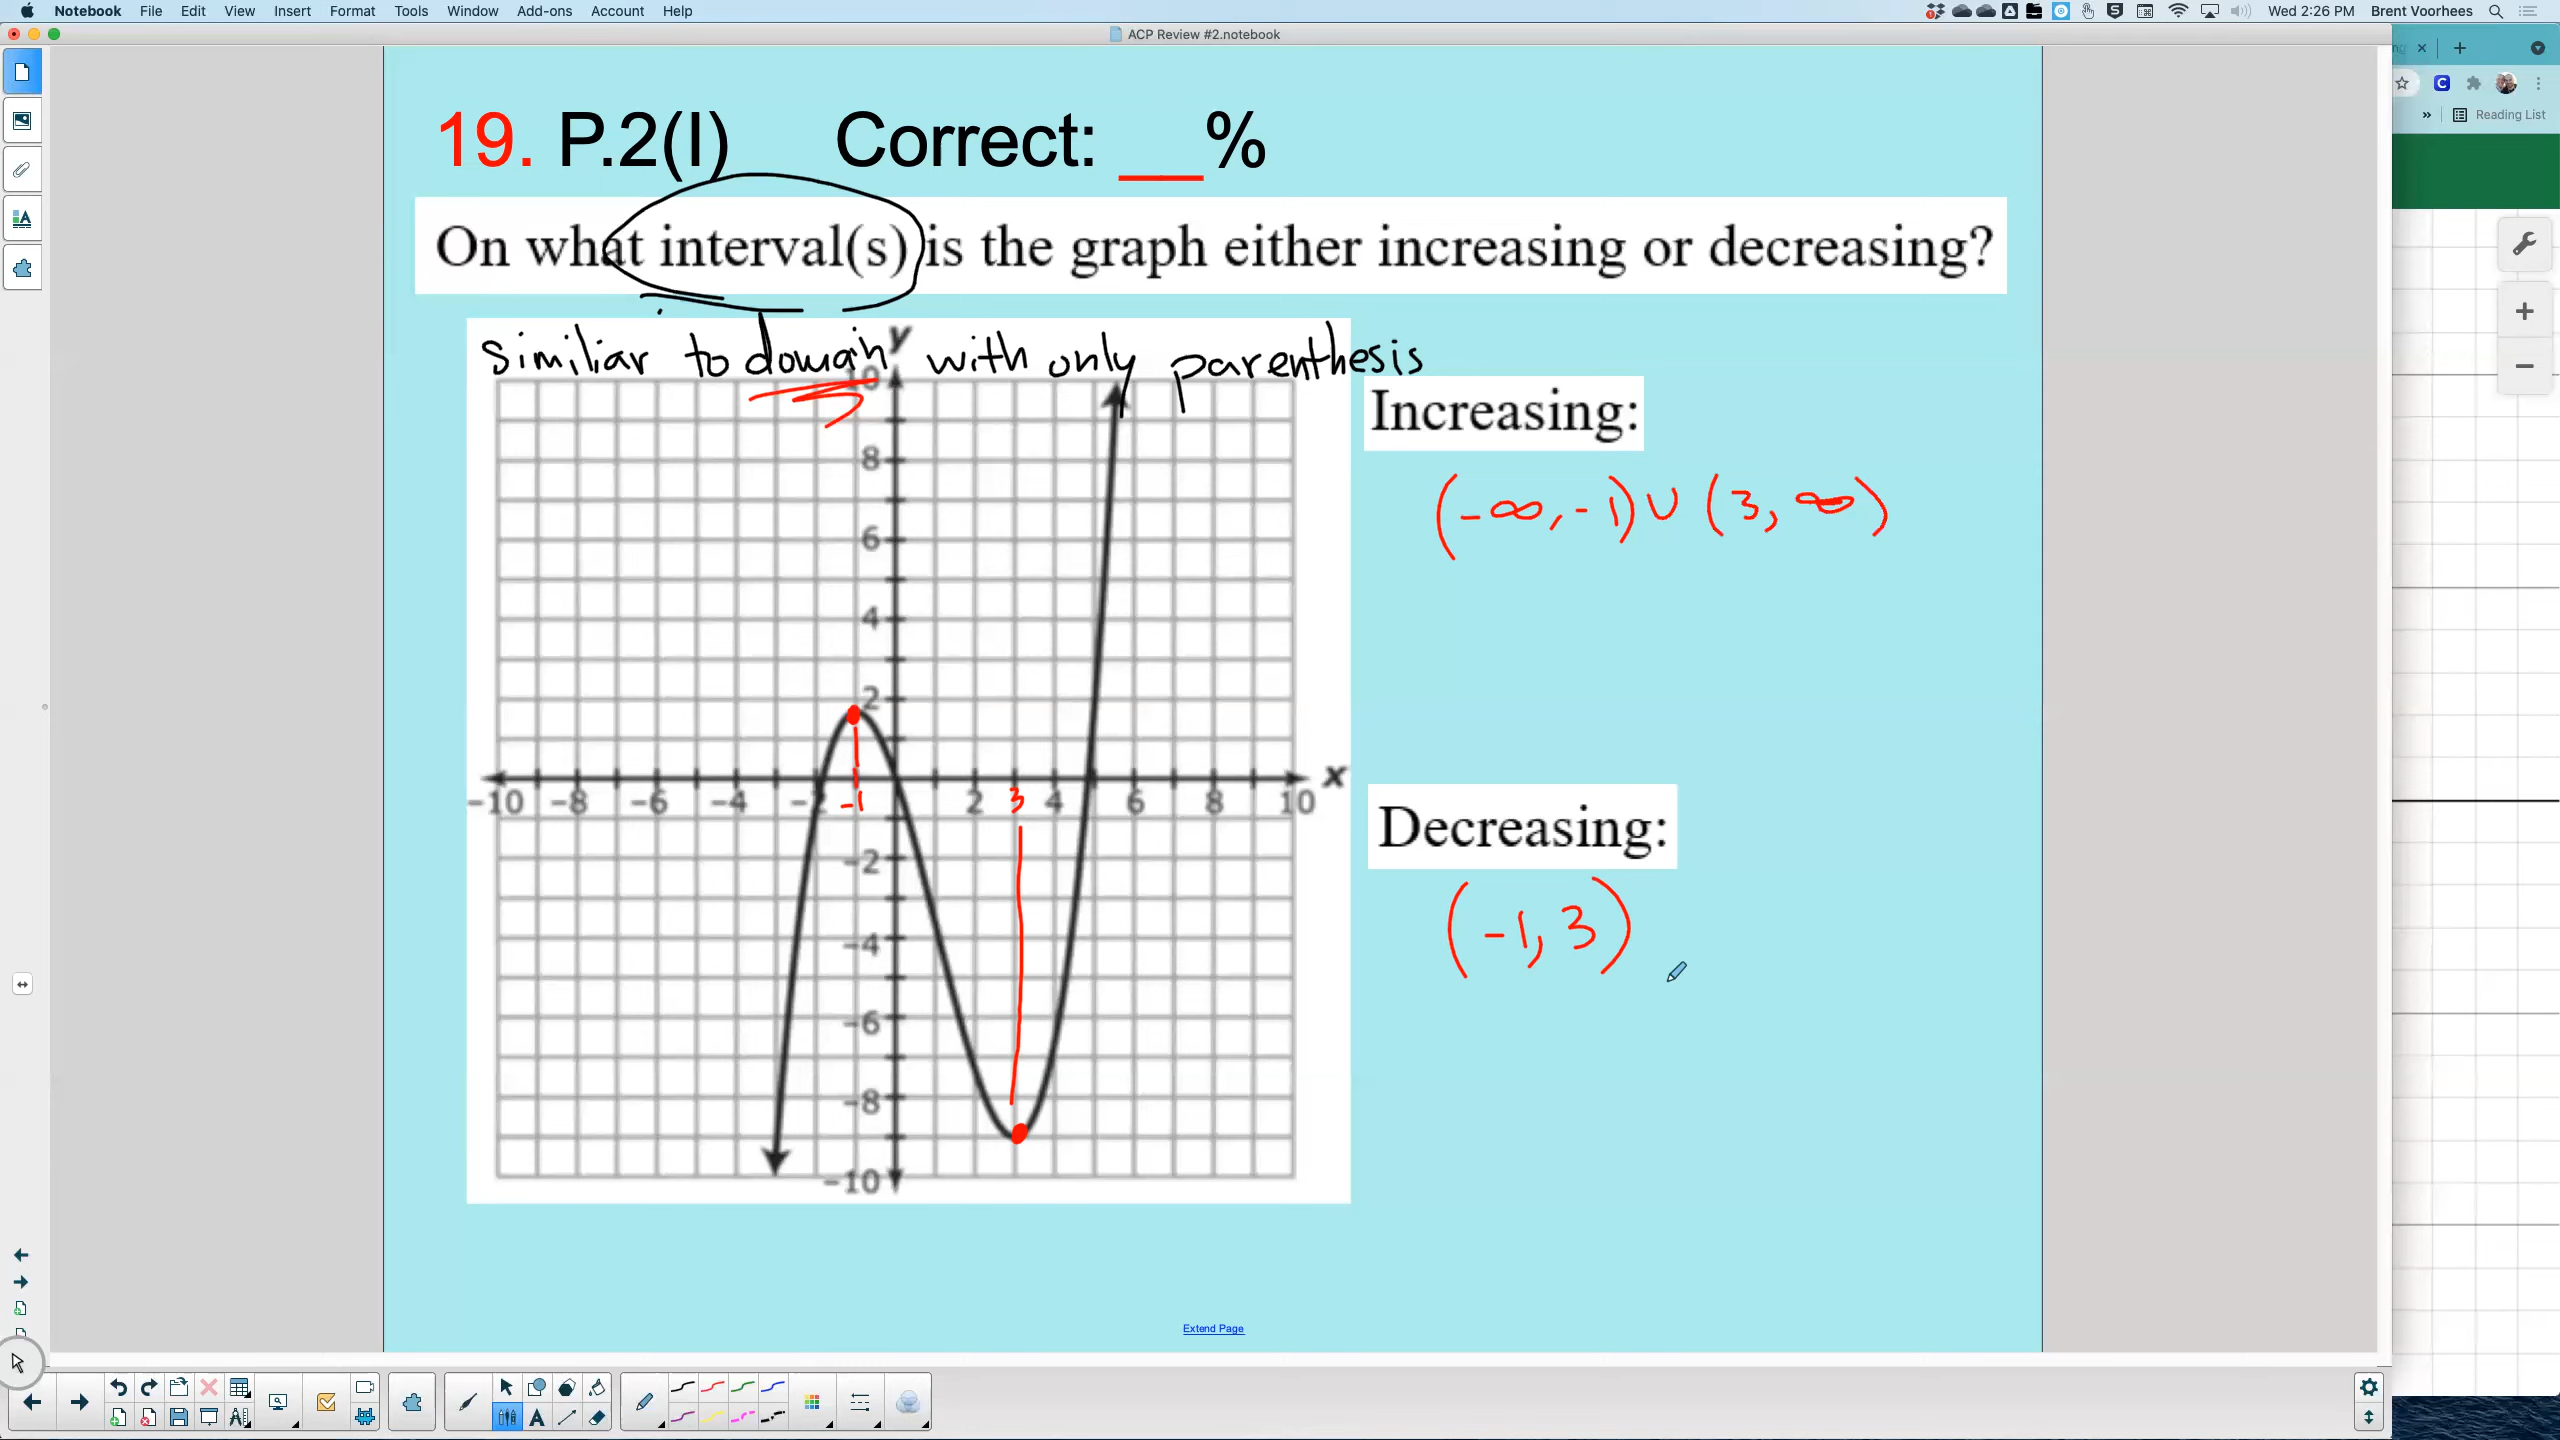 Notebook File Edit View Insert Format Tools Window Add-ons Account Help Wed 2:26 PM Brent Voorhees
ACP Review #2.notebook
Reading List
19. P.2(I) Correct: __%
On what interval(s) is the graph either increasing or decreasing?
similiar to domain with only parenthesis
y
10
8
6
4
2
-10 -8 -6 -4 -2 -1 2 3 4 6 8 10 x
-2
-4
-6
-8
-10
Increasing:
(-∞, -1) ∪ (3, ∞)
Decreasing:
(-1, 3)
Extend Page